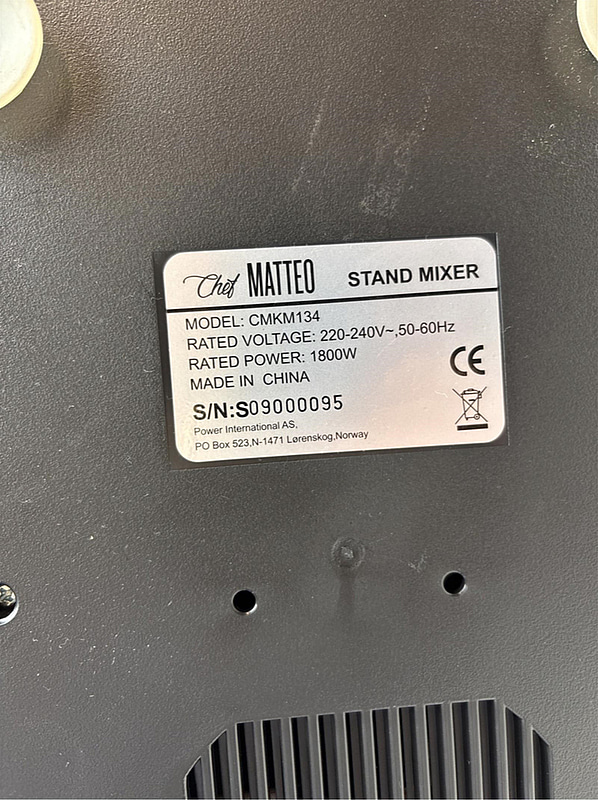 Chef MATTEO STAND MIXER
MODEL: CMKM134
RATED VOLTAGE: 220-240V~,50-60Hz
RATED POWER: 1800W
MADE IN CHINA
CE
S/N:S09000095
Power International AS,
PO Box 523,N-1471 Lørenskog,Norway